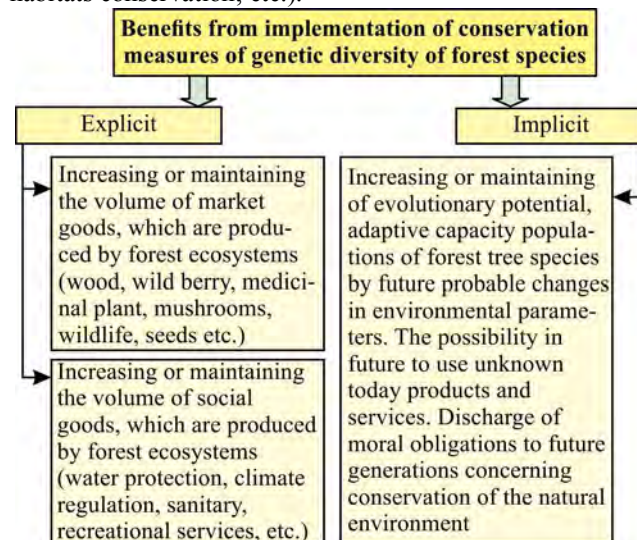 habitats conservation, etc.).
Benefits from implementation of conservation
measures of genetic diversity of forest species
Explicit
Implicit
Increasing or maintaining
the volume of market
goods, which are produ-
ced by forest ecosystems
(wood, wild berry, medici-
nal plant, mushrooms,
wildlife, seeds etc.)
Increasing or maintaining
the volume of social
goods, which are produced
by forest ecosystems
(water protection, climate
regulation, sanitary,
recreational services, etc.)
Increasing or maintaining
of evolutionary potential,
adaptive capacity popula-
tions of forest tree species
by future probable changes
in environmental parame-
ters. The possibility in
future to use unknown
today products and
services. Discharge of
moral obligations to future
generations concerning
conservation of the natural
environment